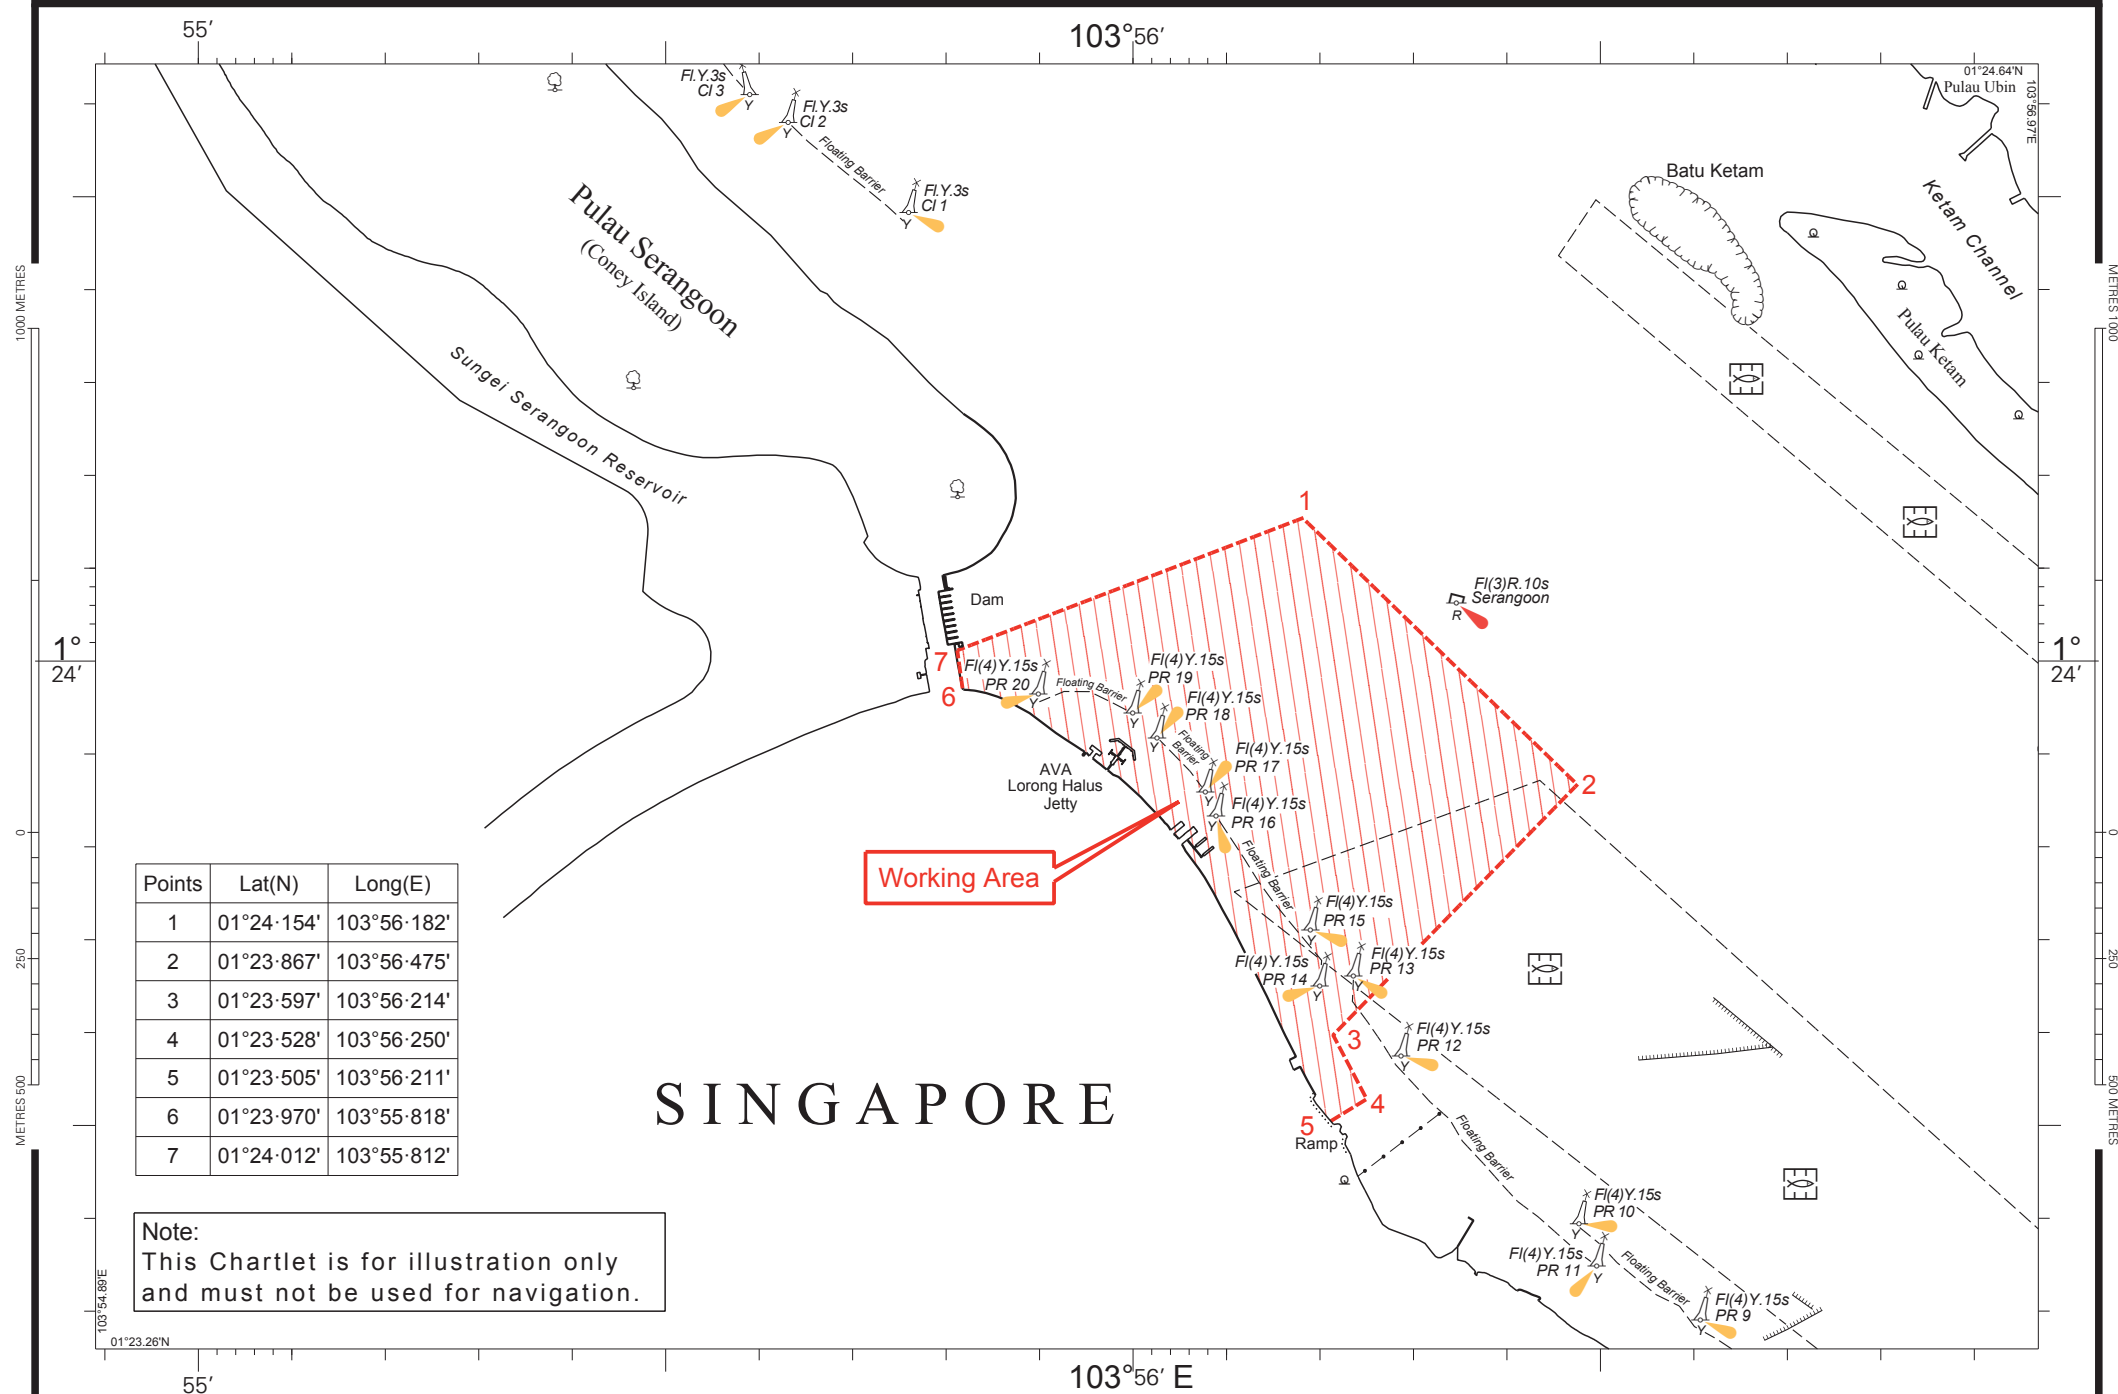 55′
103°56′
Fl.Y.3s
Cl 3
Y
Fl.Y.3s
Cl 2
Y
Floating Barrier
Fl.Y.3s
Cl 1
Y
01°24.64'N
103°56.97'E
Pulau Ubin
Batu Ketam
Ketam Channel
Pulau Ketam
Pulau Serangoon
(Coney Island)
Sungei Serangoon Reservoir
1000 METRES
0
250
METRES 500
METRES 1000
0
250
500 METRES
1°
24′
1°
24′
1
Fl(3)R.10s
Serangoon
R
Dam
7
6
Fl(4)Y.15s
PR 20
Y
Floating Barrier
Fl(4)Y.15s
PR 19
Y
Fl(4)Y.15s
PR 18
Y
Floating
Barrier
Fl(4)Y.15s
PR 17
Y
Fl(4)Y.15s
PR 16
Y
AVA
Lorong Halus
Jetty
2
Working Area
Floating Barrier
Fl(4)Y.15s
PR 15
Y
Fl(4)Y.15s
PR 14
Y
Fl(4)Y.15s
PR 13
Y
3
Fl(4)Y.15s
PR 12
Y
4
5
Ramp
Floating Barrier
Fl(4)Y.15s
PR 10
Y
Fl(4)Y.15s
PR 11
Y
Floating Barrier
Fl(4)Y.15s
PR 9
Y
SINGAPORE
Points Lat(N) Long(E)
1 01°24·154' 103°56·182'
2 01°23·867' 103°56·475'
3 01°23·597' 103°56·214'
4 01°23·528' 103°56·250'
5 01°23·505' 103°56·211'
6 01°23·970' 103°55·818'
7 01°24·012' 103°55·812'
Note:
This Chartlet is for illustration only
and must not be used for navigation.
103°54.89'E
01°23.26'N
55′
103°56′ E